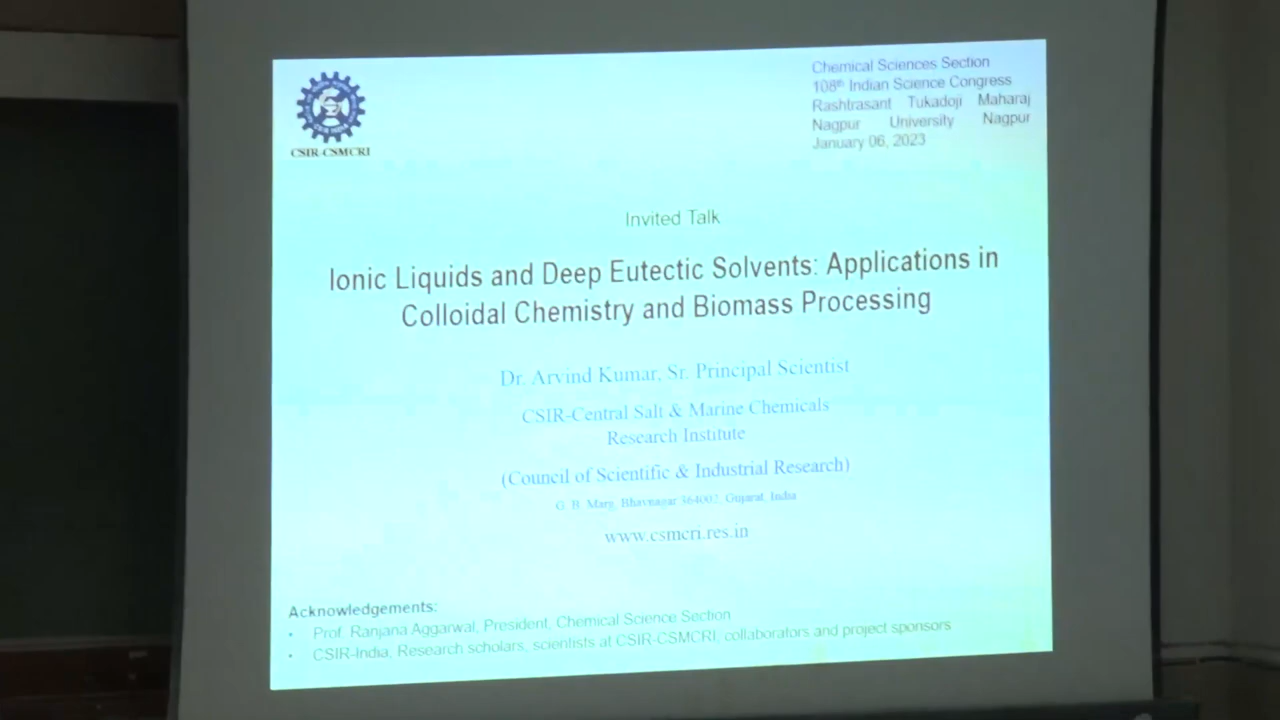 CSIR-CSMCRI
Chemical Sciences Section
108th Indian Science Congress
Rashtrasant Tukadoji Maharaj
Nagpur University Nagpur
January 06, 2023
Invited Talk
Ionic Liquids and Deep Eutectic Solvents: Applications in
Colloidal Chemistry and Biomass Processing
Dr. Arvind Kumar, Sr. Principal Scientist
CSIR-Central Salt & Marine Chemicals
Research Institute
(Council of Scientific & Industrial Research)
G. B. Marg, Bhavnagar 364002, Gujarat, India
www.csmcri.res.in
Acknowledgements:
• Prof. Ranjana Aggarwal, President, Chemical Science Section
• CSIR-India, Research scholars, scientists at CSIR-CSMCRI, collaborators and project sponsors